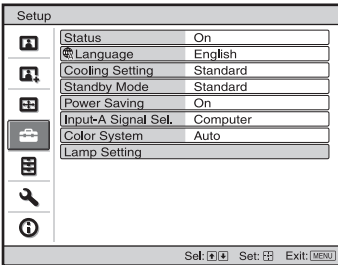 Setup
Status On
Language English
Cooling Setting Standard
Standby Mode Standard
Power Saving On
Input-A Signal Sel. Computer
Color System Auto
Lamp Setting
Sel: Set: Exit: MENU